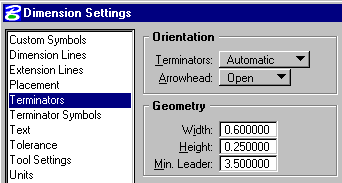 Dimension Settings
Custom Symbols
Dimension Lines
Extension Lines
Placement
Terminators
Terminator Symbols
Text
Tolerance
Tool Settings
Units
Orientation
Terminators: Automatic
Arrowhead: Open
Geometry
Width: 0.600000
Height: 0.250000
Min. Leader: 3.500000